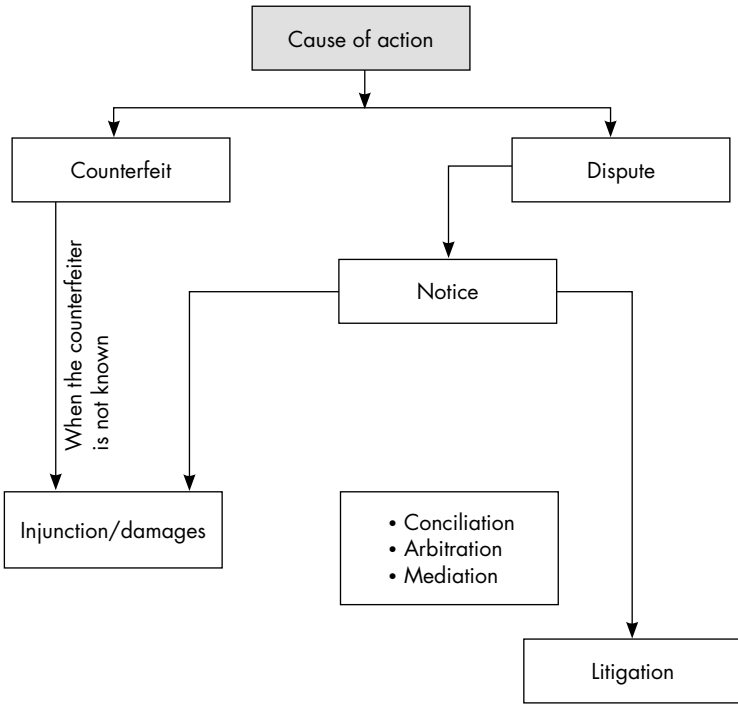 Cause of action
Counterfeit
Dispute
Notice
When the counterfeiter
is not known
Injunction/damages
• Conciliation
• Arbitration
• Mediation
Litigation